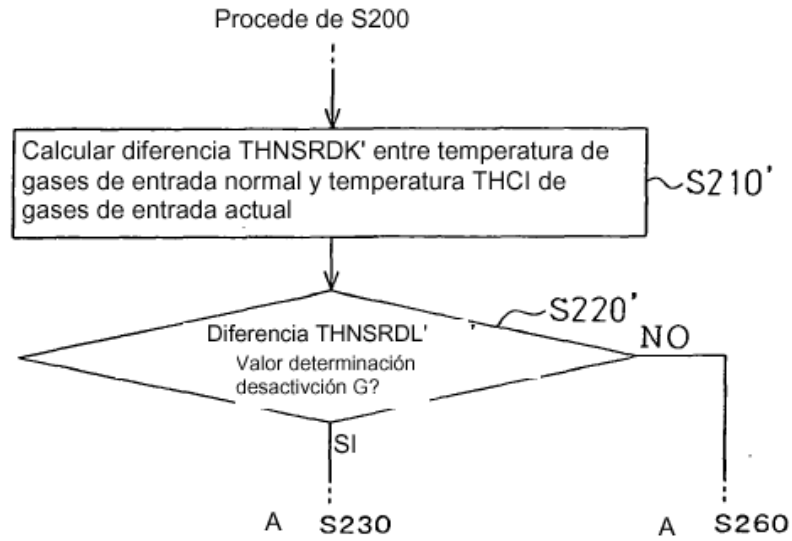 Procede de S200
Calcular diferencia THNSRDK' entre temperatura de
gases de entrada normal y temperatura THCI de
gases de entrada actual
S210'
S220'
Diferencia THNSRDL' '
Valor determinación
desactivción G?
NO
SI
A S230
A S260